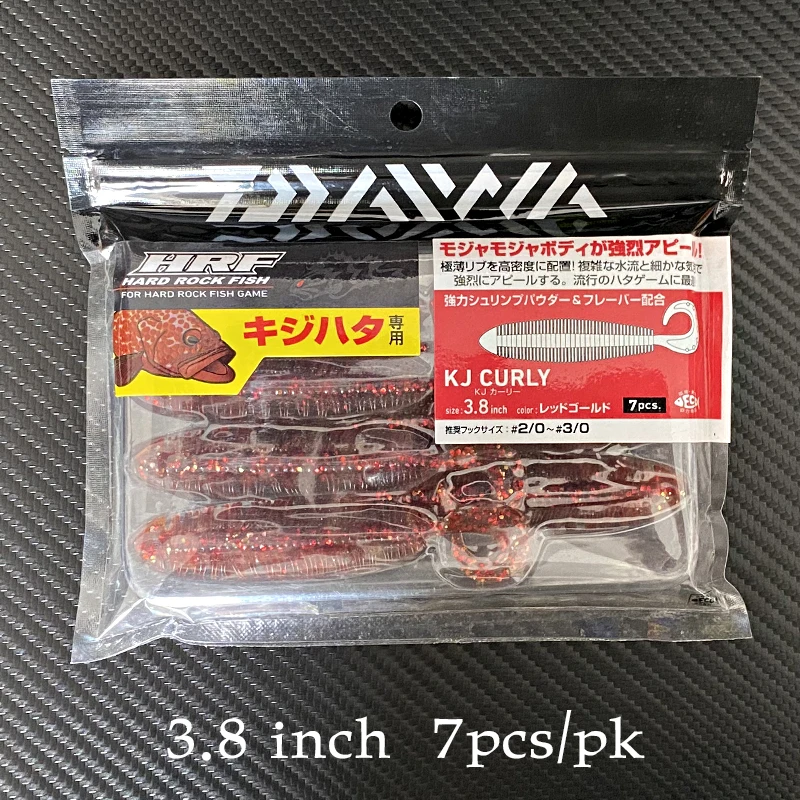 DAIWA
HRF
HARD ROCK FISH
FOR HARD ROCK FISH GAME
キジハタ専用
モジャモジャボディが強烈アピール!
極薄リブを高密度に配置!複雑な水流と細かな気泡で
強烈にアピールする。流行のハタゲームに最適
強力シュリンプパウダー&フレーバー配合
KJ CURLY
KJ カーリー
size:3.8inch color:レッドゴールド 7pcs.
推奨フックサイズ:#2/0~#3/0
3.8 inch 7pcs/pk